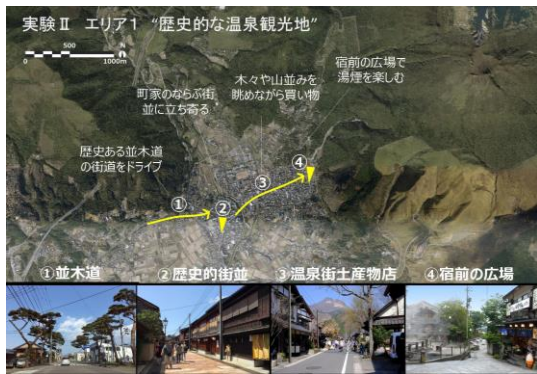 実験Ⅱ エリア1 “歴史的な温泉観光地”
500 N
0 1000m
宿前の広場で
湯煙を楽しむ
木々や山並みを
眺めながら買い物
町家のならぶ街
並に立ち寄る
歴史ある並木道
の街道をドライブ
①
②
③
④
①並木道 ②歴史的街並 ③温泉街土産物店 ④宿前の広場